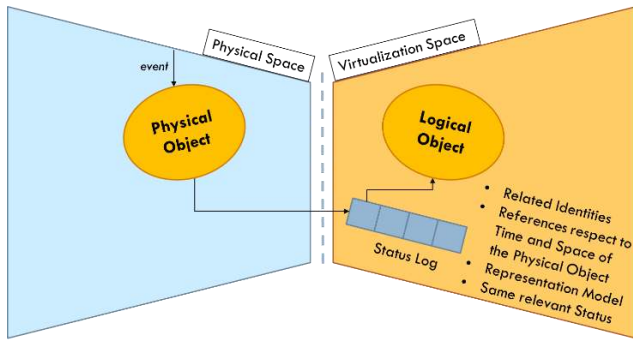 Physical Space
Virtualization Space
event
Physical
Object
Logical
Object
Status Log
• Related Identities
• References respect to
Time and Space of
the Physical Object
• Representation Model
• Same relevant Status